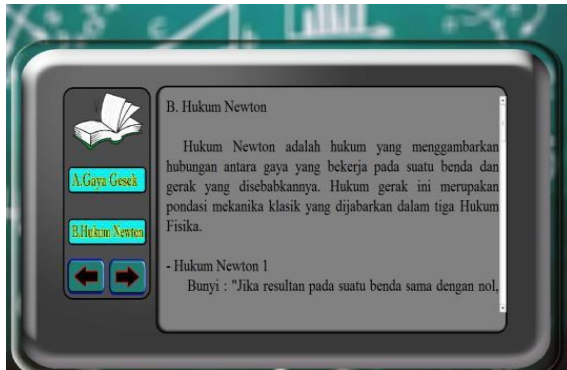 B. Hukum Newton
Hukum Newton adalah hukum yang menggambarkan
hubungan antara gaya yang bekerja pada suatu benda dan
gerak yang disebabkannya. Hukum gerak ini merupakan
pondasi mekanika klasik yang dijabarkan dalam tiga Hukum
Fisika.
- Hukum Newton 1
Bunyi : "Jika resultan pada suatu benda sama dengan nol,
A.Gaya Gesek
B.Hukum Newton